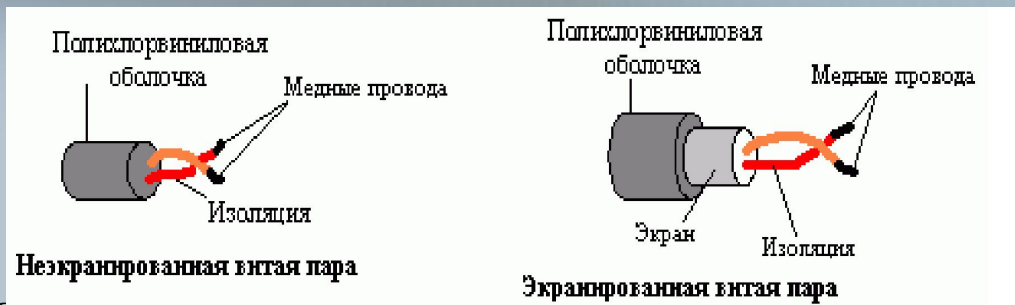 Полихлорвиниловая
оболочка
Медные провода
Изоляция
Неэкранированная витая пара
Полихлорвиниловая
оболочка
Медные провода
Экран
Изоляция
Экранированная витая пара